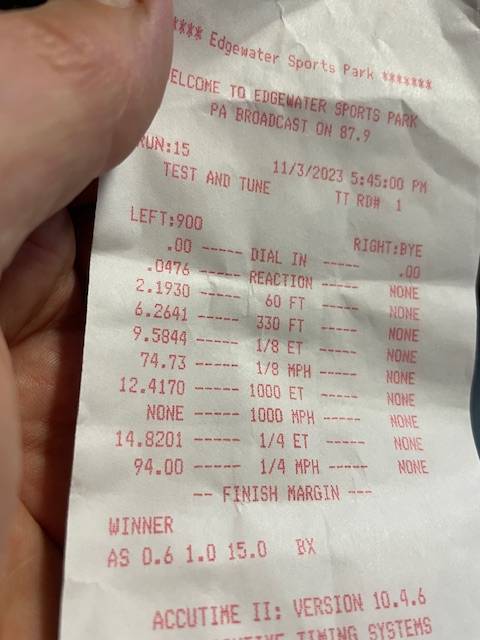 **** Edgewater Sports Park *******
ELCOME TO EDGEWATER SPORTS PARK
PA BROADCAST ON 87.9
RUN:15 11/3/2023 5:45:00 PM
TEST AND TUNE TT RD# 1
LEFT:900 RIGHT:BYE
.00 ----- DIAL IN ----- .00
.0476 ----- REACTION ----- NONE
2.1930 ----- 60 FT ----- NONE
6.2641 ----- 330 FT ----- NONE
9.5844 ----- 1/8 ET ----- NONE
74.73 ----- 1/8 MPH ----- NONE
12.4170 ----- 1000 ET ----- NONE
NONE ----- 1000 MPH ----- NONE
14.8201 ----- 1/4 ET ----- NONE
94.00 ----- 1/4 MPH ----- NONE
-- FINISH MARGIN ---
WINNER
AS 0.6 1.0 15.0 BX
ACCUTIME II: VERSION 10.4.6
TIMING SYSTEMS